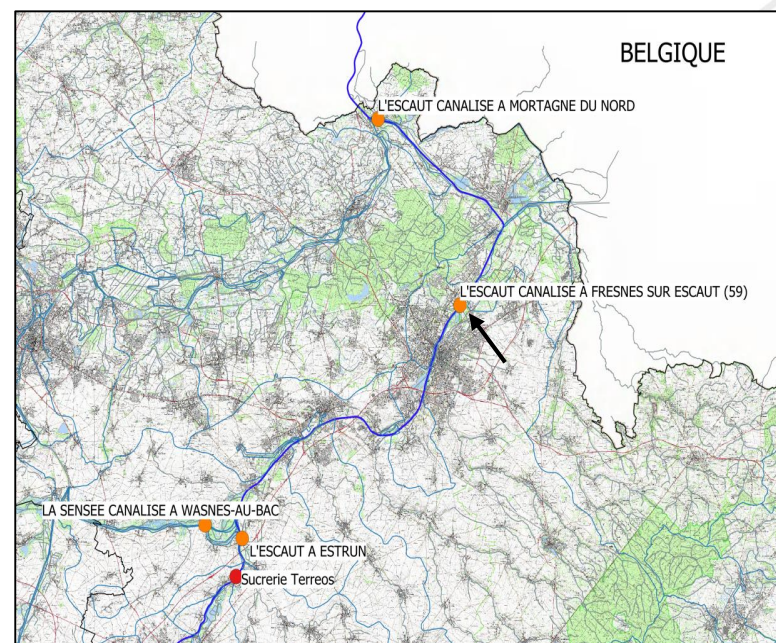 BELGIQUE
L'ESCAUT CANALISE A MORTAGNE DU NORD
L'ESCAUT CANALISE A FRESNES SUR ESCAUT (59)
LA SENSEE CANALISE A WASNES-AU-BAC
L'ESCAUT A ESTRUN
Sucrerie Terreos